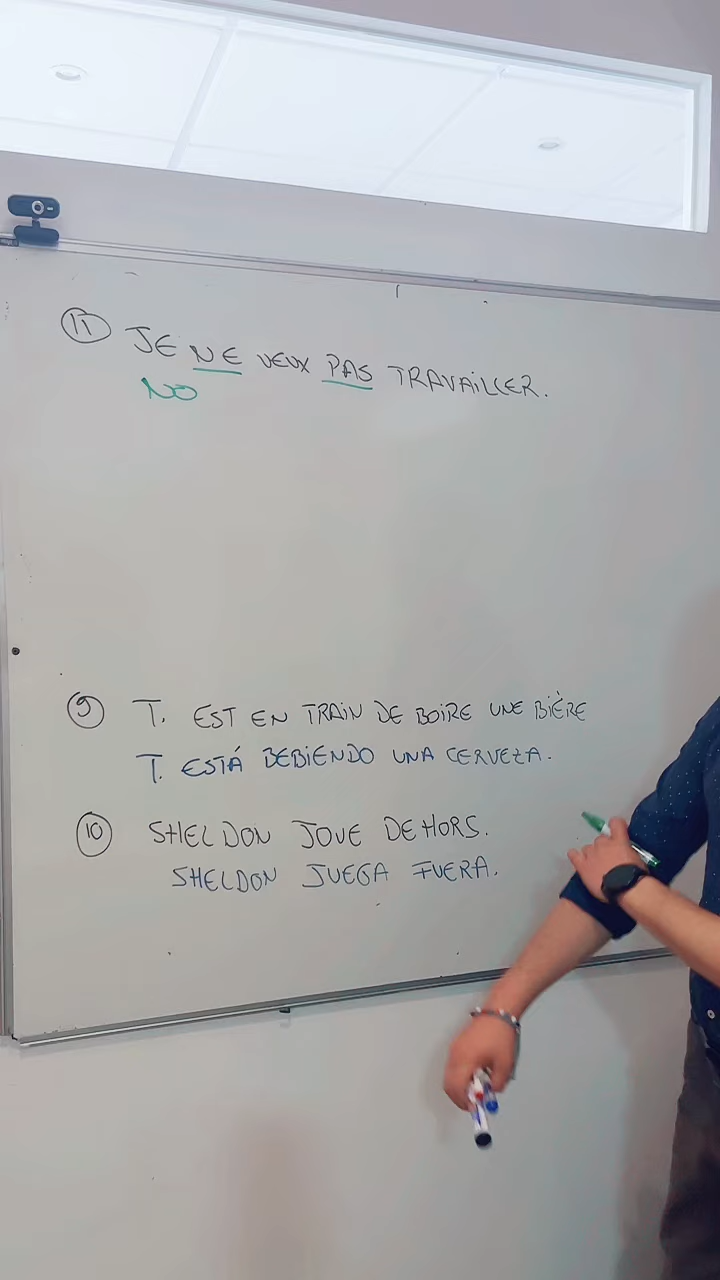 11 JE NE VEUX PAS TRAVAILLER.
NO
9 T. EST EN TRAIN DE BOIRE UNE BIÈRE
T. ESTÁ BEBIENDO UNA CERVEZA.
10 SHELDON JOUE DEHORS.
SHELDON JUEGA FUERA.